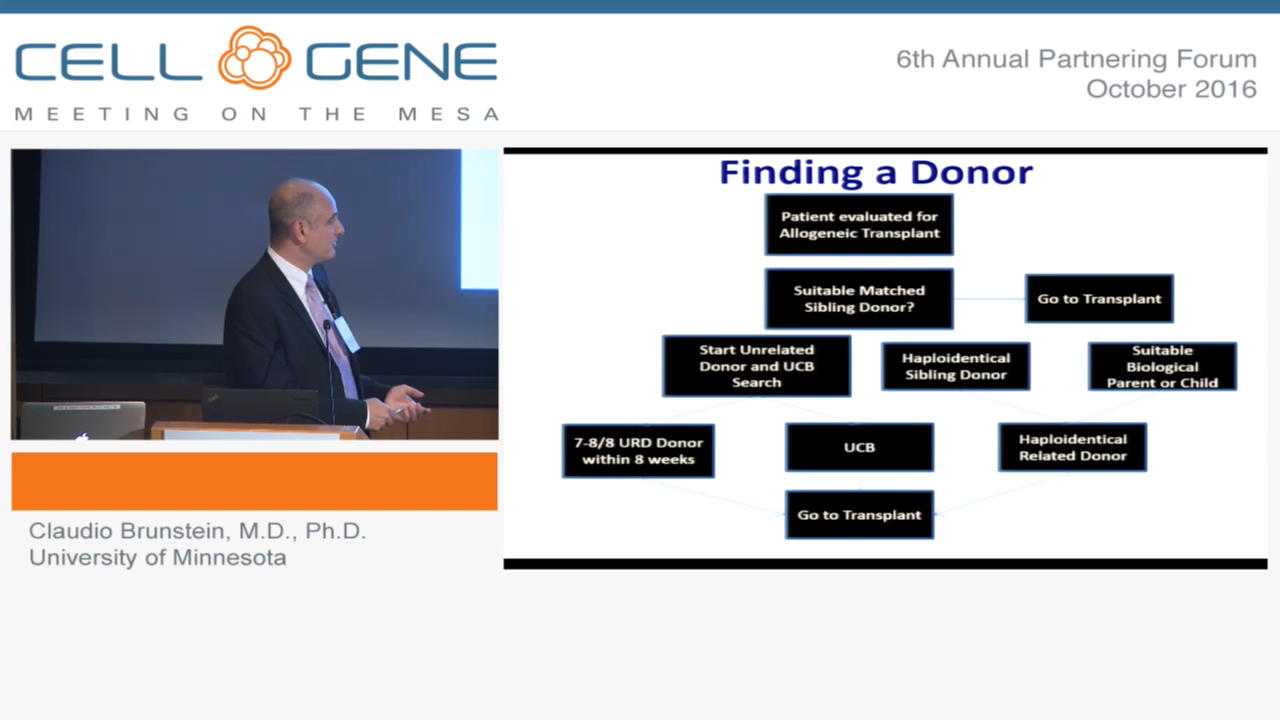 CELL GENE
MEETING ON THE MESA
6th Annual Partnering Forum
October 2016
Finding a Donor
Patient evaluated for
Allogeneic Transplant
Suitable Matched
Sibling Donor?
Go to Transplant
Start Unrelated
Donor and UCB
Search
Haploidentical
Sibling Donor
Suitable
Biological
Parent or Child
7-8/8 URD Donor
within 8 weeks
UCB
Haploidentical
Related Donor
Go to Transplant
Claudio Brunstein, M.D., Ph.D.
University of Minnesota